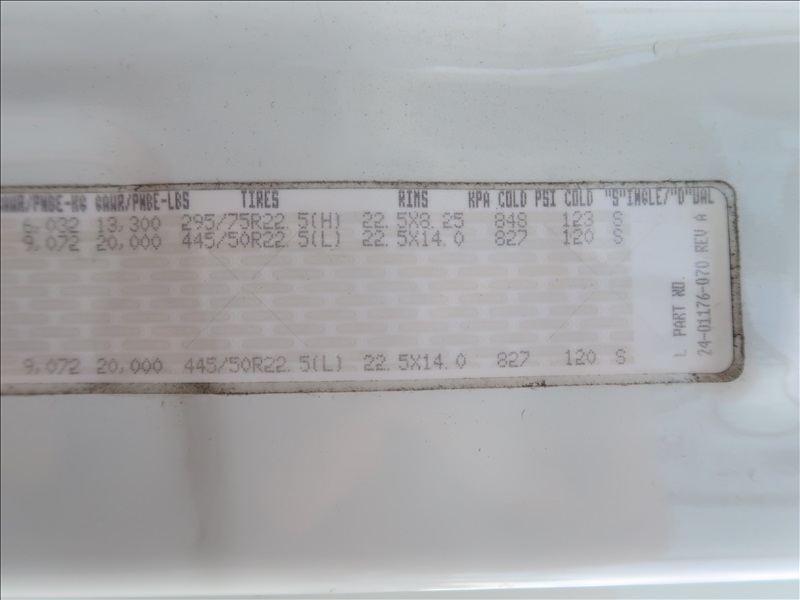 GAWR/PNBE-KG GAWR/PNBE-LBS TIRES RIMS KPA COLD PSI COLD "S"INGLE/"D"UAL
6,032 13,300 295/75R22.5(H) 22.5X8.25 848 123 S
9,072 20,000 445/50R22.5(L) 22.5X14.0 827 120 S
9,072 20,000 445/50R22.5(L) 22.5X14.0 827 120 S
L PART NO.
24-01176-070 REV A